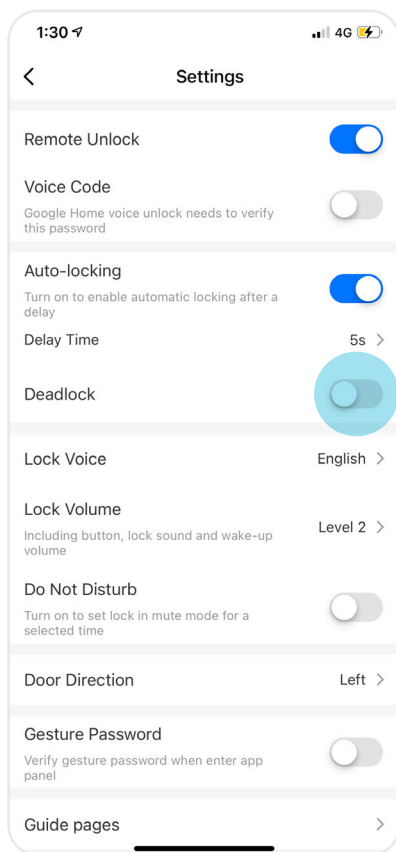 1:30 4G
Settings
Remote Unlock
Voice Code
Google Home voice unlock needs to verify
this password
Auto-locking
Turn on to enable automatic locking after a
delay
Delay Time 5s
Deadlock
Lock Voice English
Lock Volume
Including button, lock sound and wake-up
volume
Level 2
Do Not Disturb
Turn on to set lock in mute mode for a
selected time
Door Direction Left
Gesture Password
Verify gesture password when enter app
panel
Guide pages